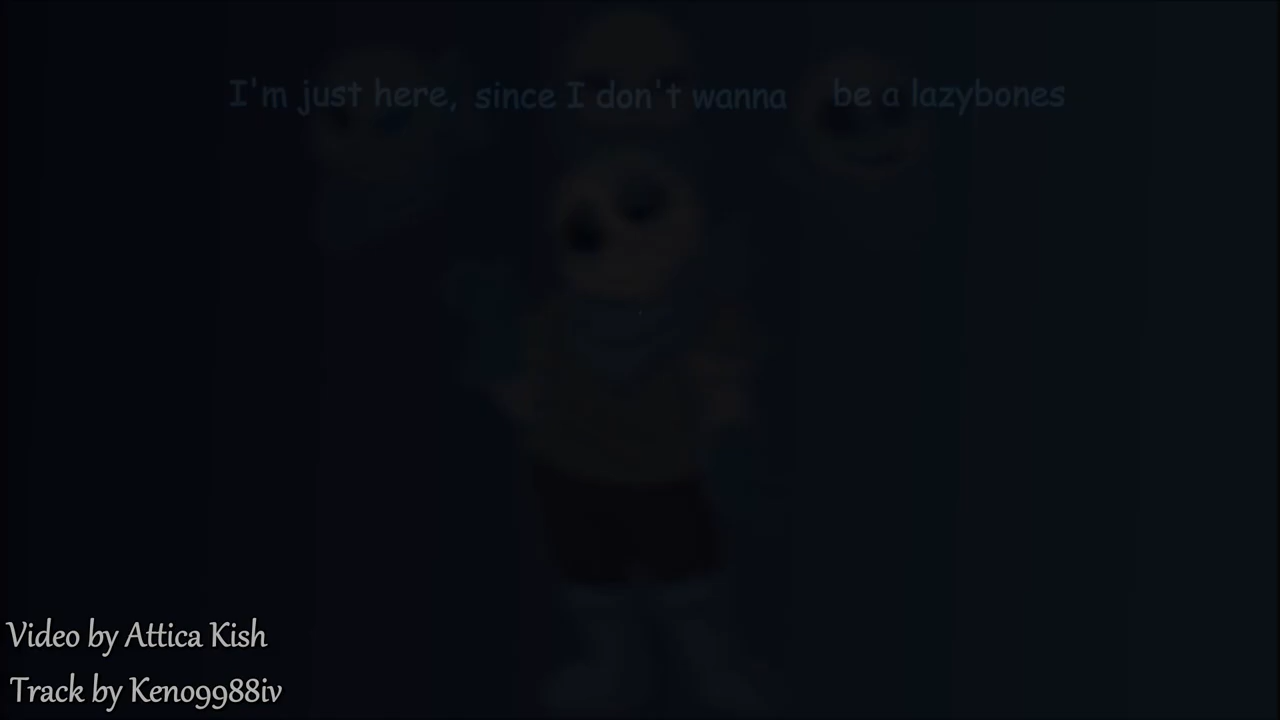 I'm just here, since I don't wanna be a lazybones
Video by Attica Kish
Track by Keno9988iv